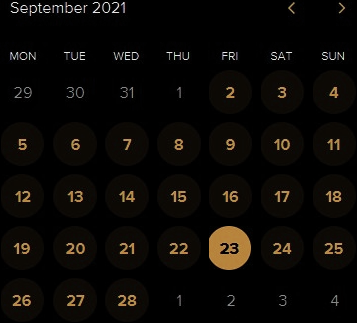 September 2021
MON TUE WED THU FRI SAT SUN
29 30 31 1 2 3 4
5 6 7 8 9 10 11
12 13 14 15 16 17 18
19 20 21 22 23 24 25
26 27 28 1 2 3 4